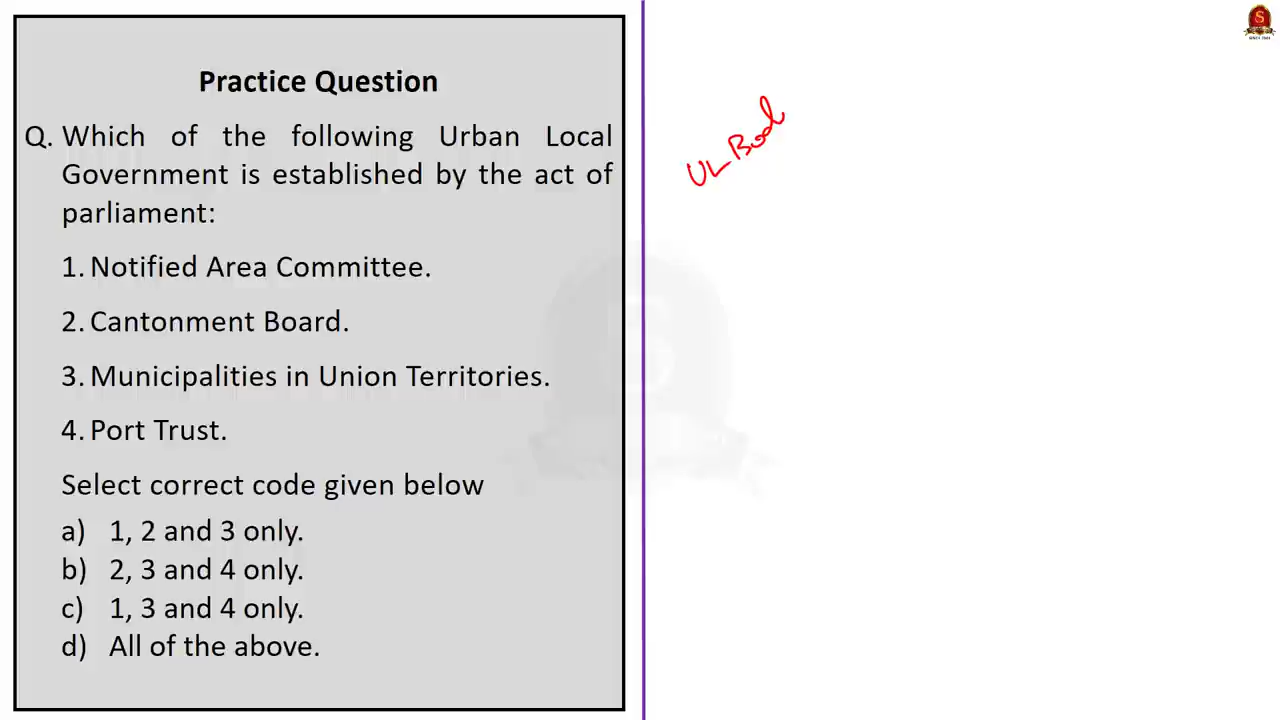 Practice Question
Q. Which of the following Urban Local
Government is established by the act of
parliament:
1. Notified Area Committee.
2. Cantonment Board.
3. Municipalities in Union Territories.
4. Port Trust.
Select correct code given below
a) 1, 2 and 3 only.
b) 2, 3 and 4 only.
c) 1, 3 and 4 only.
d) All of the above.
UL Bod
S